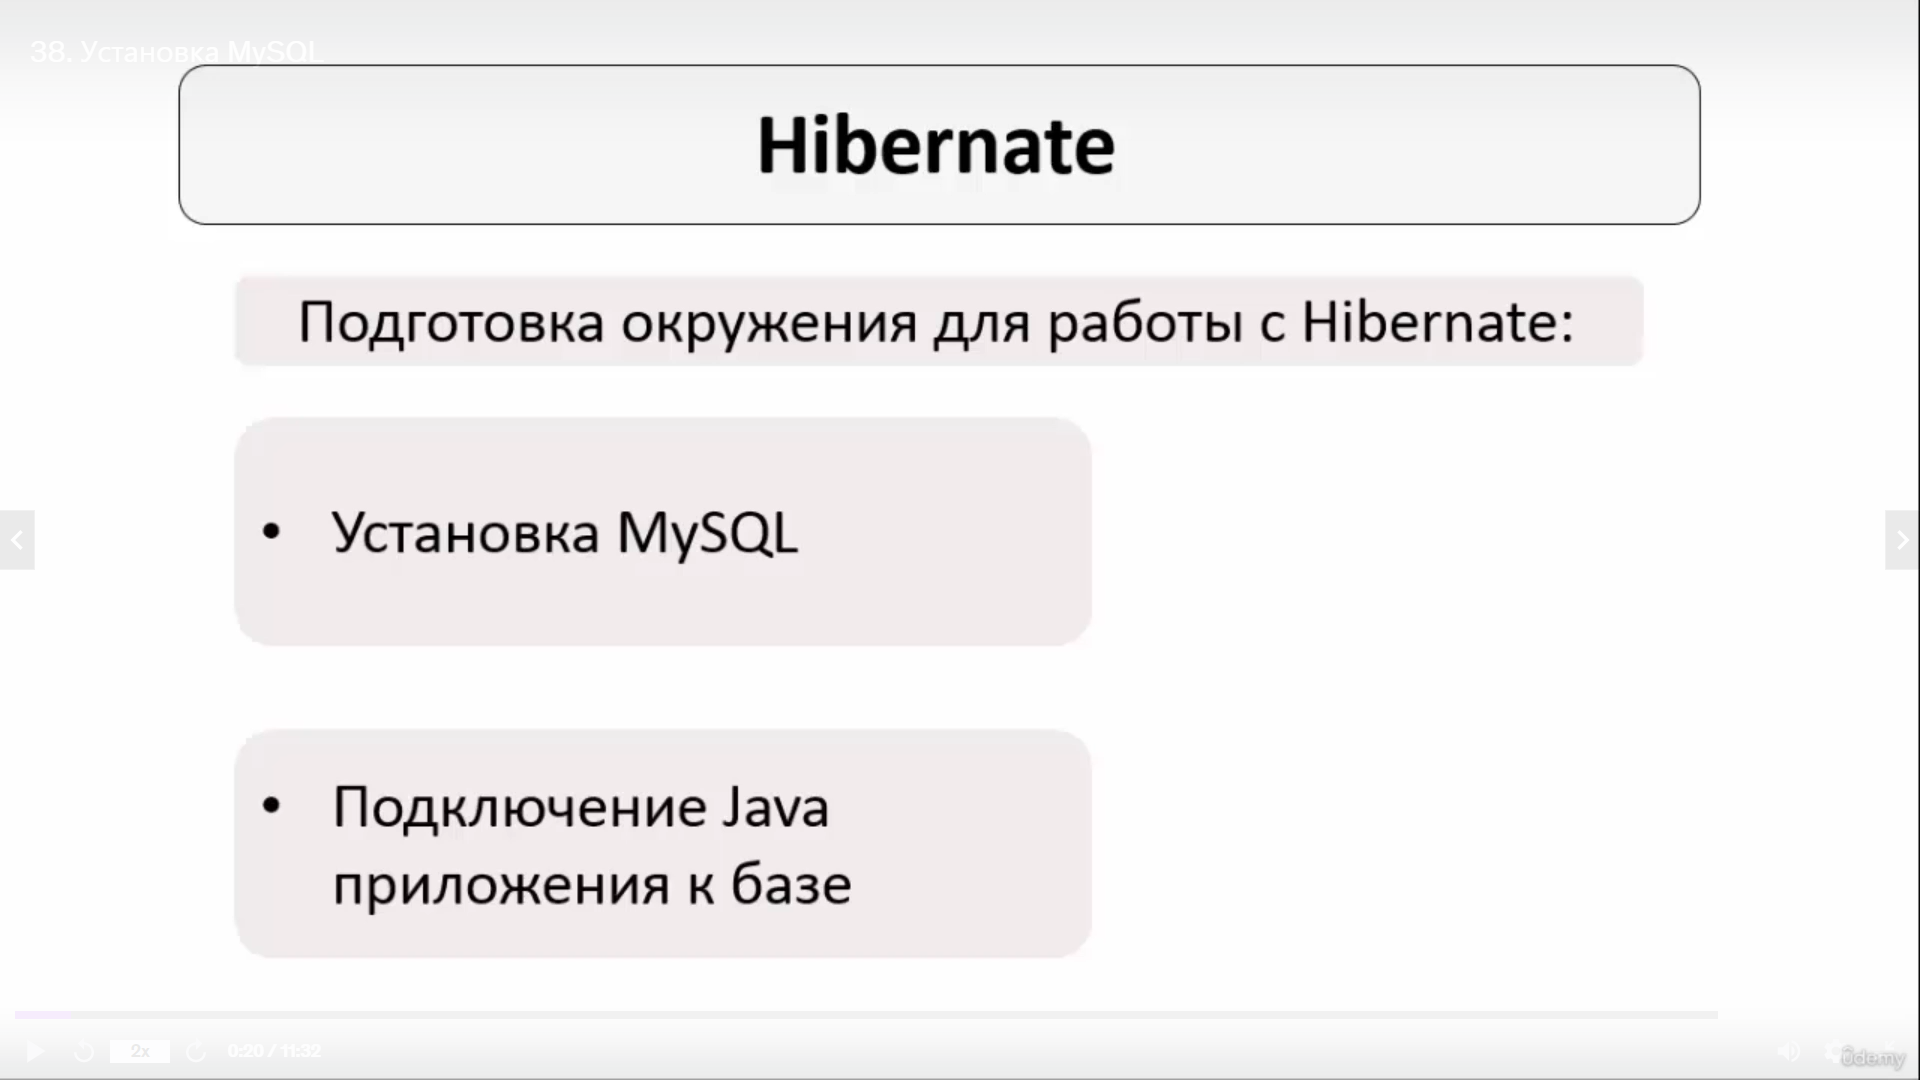 38. Установка MySQL
Hibernate
Подготовка окружения для работы с Hibernate:
• Установка MySQL
• Подключение Java
приложения к базе
2x
0:20 / 11:32
ûdemy